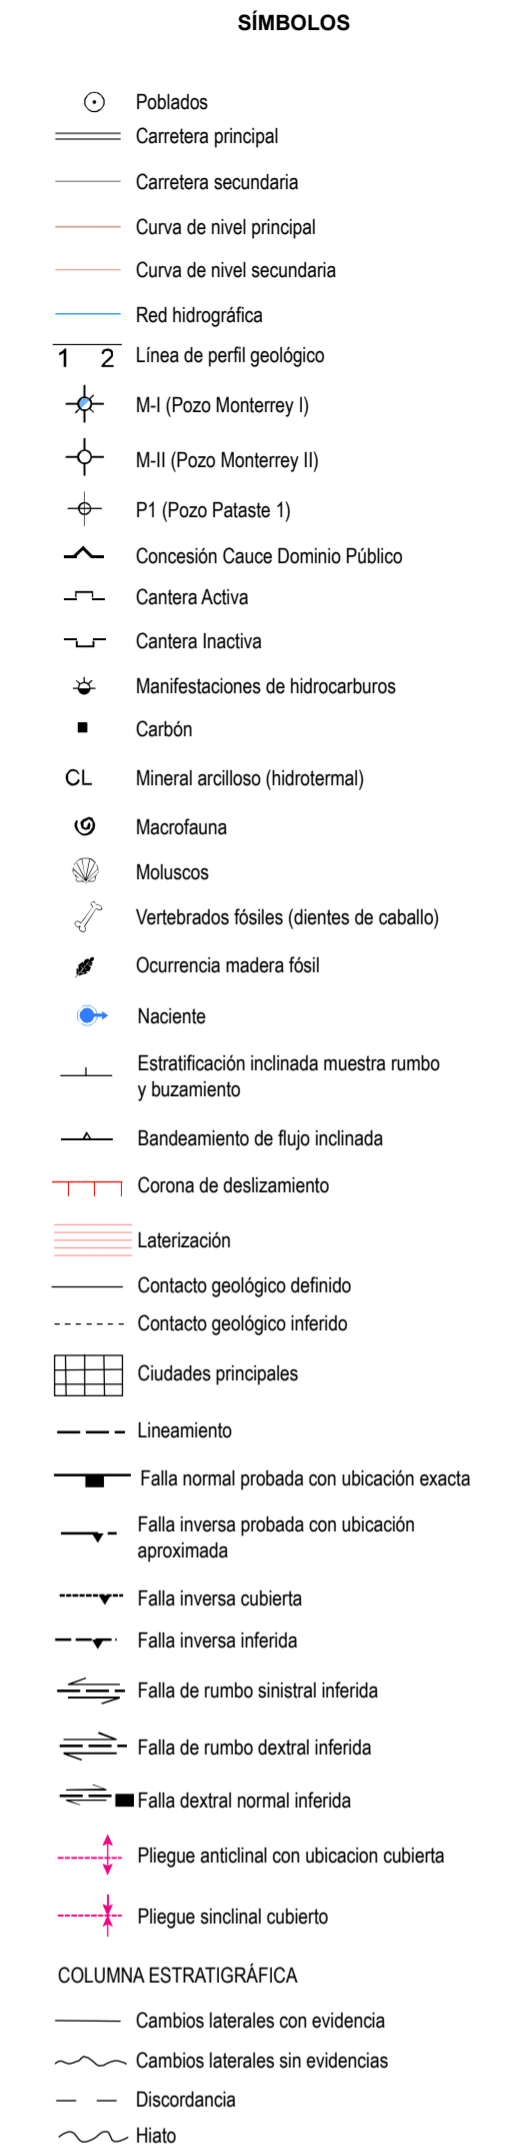 SÍMBOLOS
Poblados
Carretera principal
Carretera secundaria
Curva de nivel principal
Curva de nivel secundaria
Red hidrográfica
1 2 Línea de perfil geológico
M-I (Pozo Monterrey I)
M-II (Pozo Monterrey II)
P1 (Pozo Pataste 1)
Concesión Cauce Dominio Público
Cantera Activa
Cantera Inactiva
Manifestaciones de hidrocarburos
Carbón
CL Mineral arcilloso (hidrotermal)
Macrofauna
Moluscos
Vertebrados fósiles (dientes de caballo)
Ocurrencia madera fósil
Naciente
Estratificación inclinada muestra rumbo
y buzamiento
Bandeamiento de flujo inclinada
Corona de deslizamiento
Laterización
Contacto geológico definido
Contacto geológico inferido
Ciudades principales
Lineamiento
Falla normal probada con ubicación exacta
Falla inversa probada con ubicación
aproximada
Falla inversa cubierta
Falla inversa inferida
Falla de rumbo sinistral inferida
Falla de rumbo dextral inferida
Falla dextral normal inferida
Pliegue anticlinal con ubicacion cubierta
Pliegue sinclinal cubierto
COLUMNA ESTRATIGRÁFICA
Cambios laterales con evidencia
Cambios laterales sin evidencias
Discordancia
Hiato